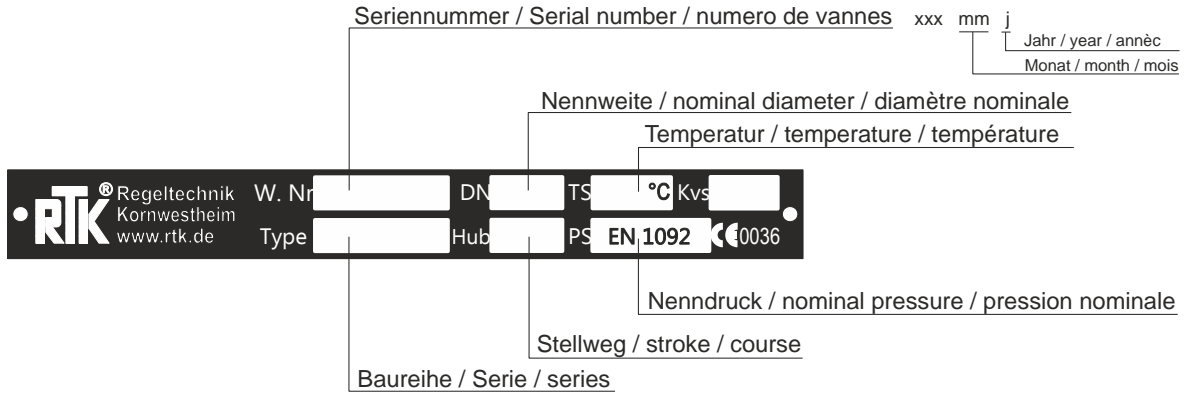 Seriennummer / Serial number / numero de vannes xxx mm j
Jahr / year / annèc
Monat / month / mois
Nennweite / nominal diameter / diamètre nominale
Temperatur / temperature / température
RTK® Regeltechnik
Kornwestheim
www.rtk.de
W. Nr DN TS °C Kvs
Type Hub PS EN 1092 CE 0036
Nenndruck / nominal pressure / pression nominale
Stellweg / stroke / course
Baureihe / Serie / series